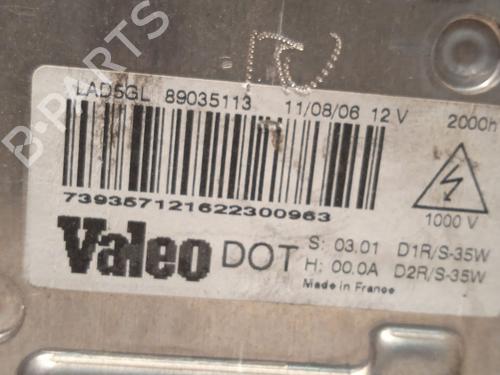 LAD5GL 89035113 11/08/06 12 V 2000h
739357121622300963
1000 V
Valeo DOT S: 03.01 D1R/S-35W
H: 00.0A D2R/S-35W
Made in France
B-PARTS